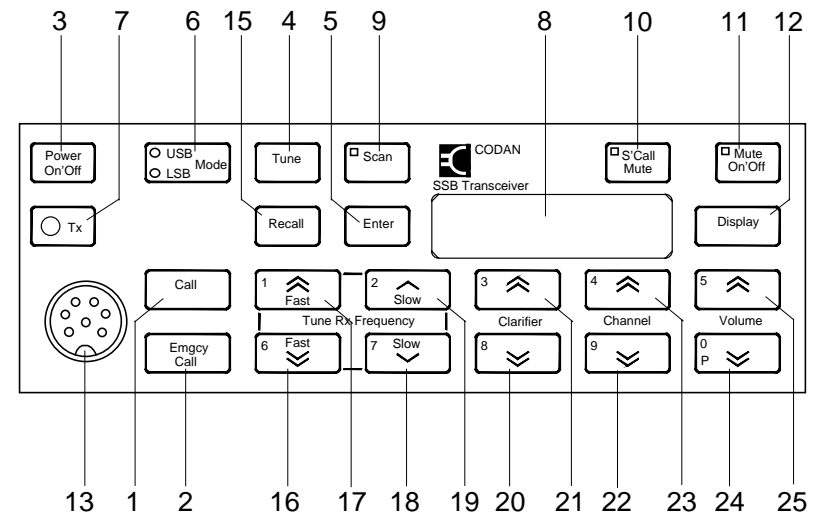 3 7 6 15 4 5 9 8 10 11 12
Power
On'Off
USB
LSB
Mode
Tune
Scan
CODAN
SSB Transceiver
S'Call
Mute
Mute
On'Off
Tx
Recall
Enter
Display
Call
1
Fast
2
Slow
3
4
5
Tune Rx Frequency
Clarifier
Channel
Volume
Emgcy
Call
6 Fast
7 Slow
8
9
0
P
13 1 2 16 17 18 19 20 21 22 23 24 25